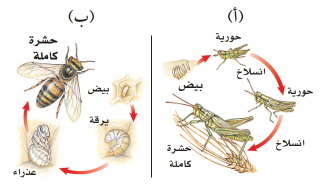 (أ)
حورية
انسلاخ
بيض
حورية
انسلاخ
حشرة
كاملة
(ب)
حشرة
كاملة
بيض
يرقة
عذراء